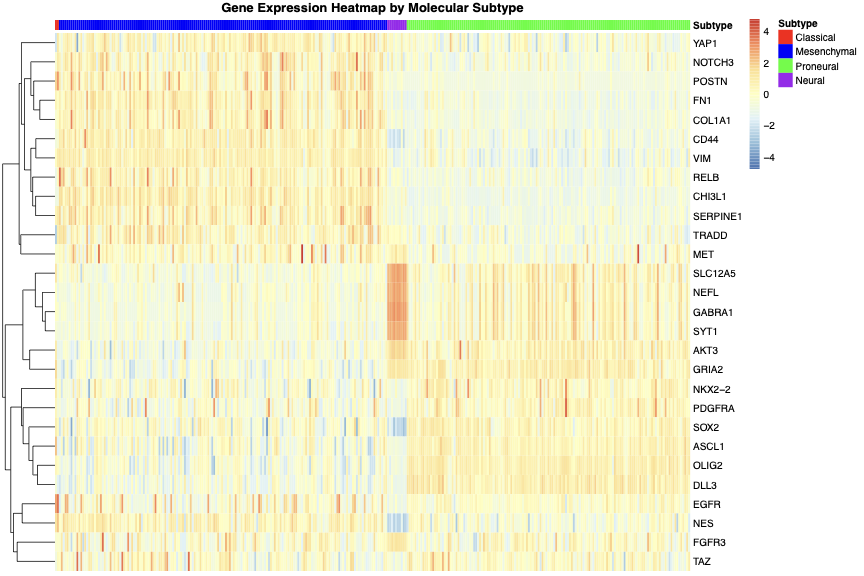 Gene Expression Heatmap by Molecular Subtype
Subtype
YAP1
NOTCH3
POSTN
FN1
COL1A1
CD44
VIM
RELB
CHI3L1
SERPINE1
TRADD
MET
SLC12A5
NEFL
GABRA1
SYT1
AKT3
GRIA2
NKX2−2
PDGFRA
SOX2
ASCL1
OLIG2
DLL3
EGFR
NES
FGFR3
TAZ
4
2
0
−2
−4
Subtype
Classical
Mesenchymal
Proneural
Neural